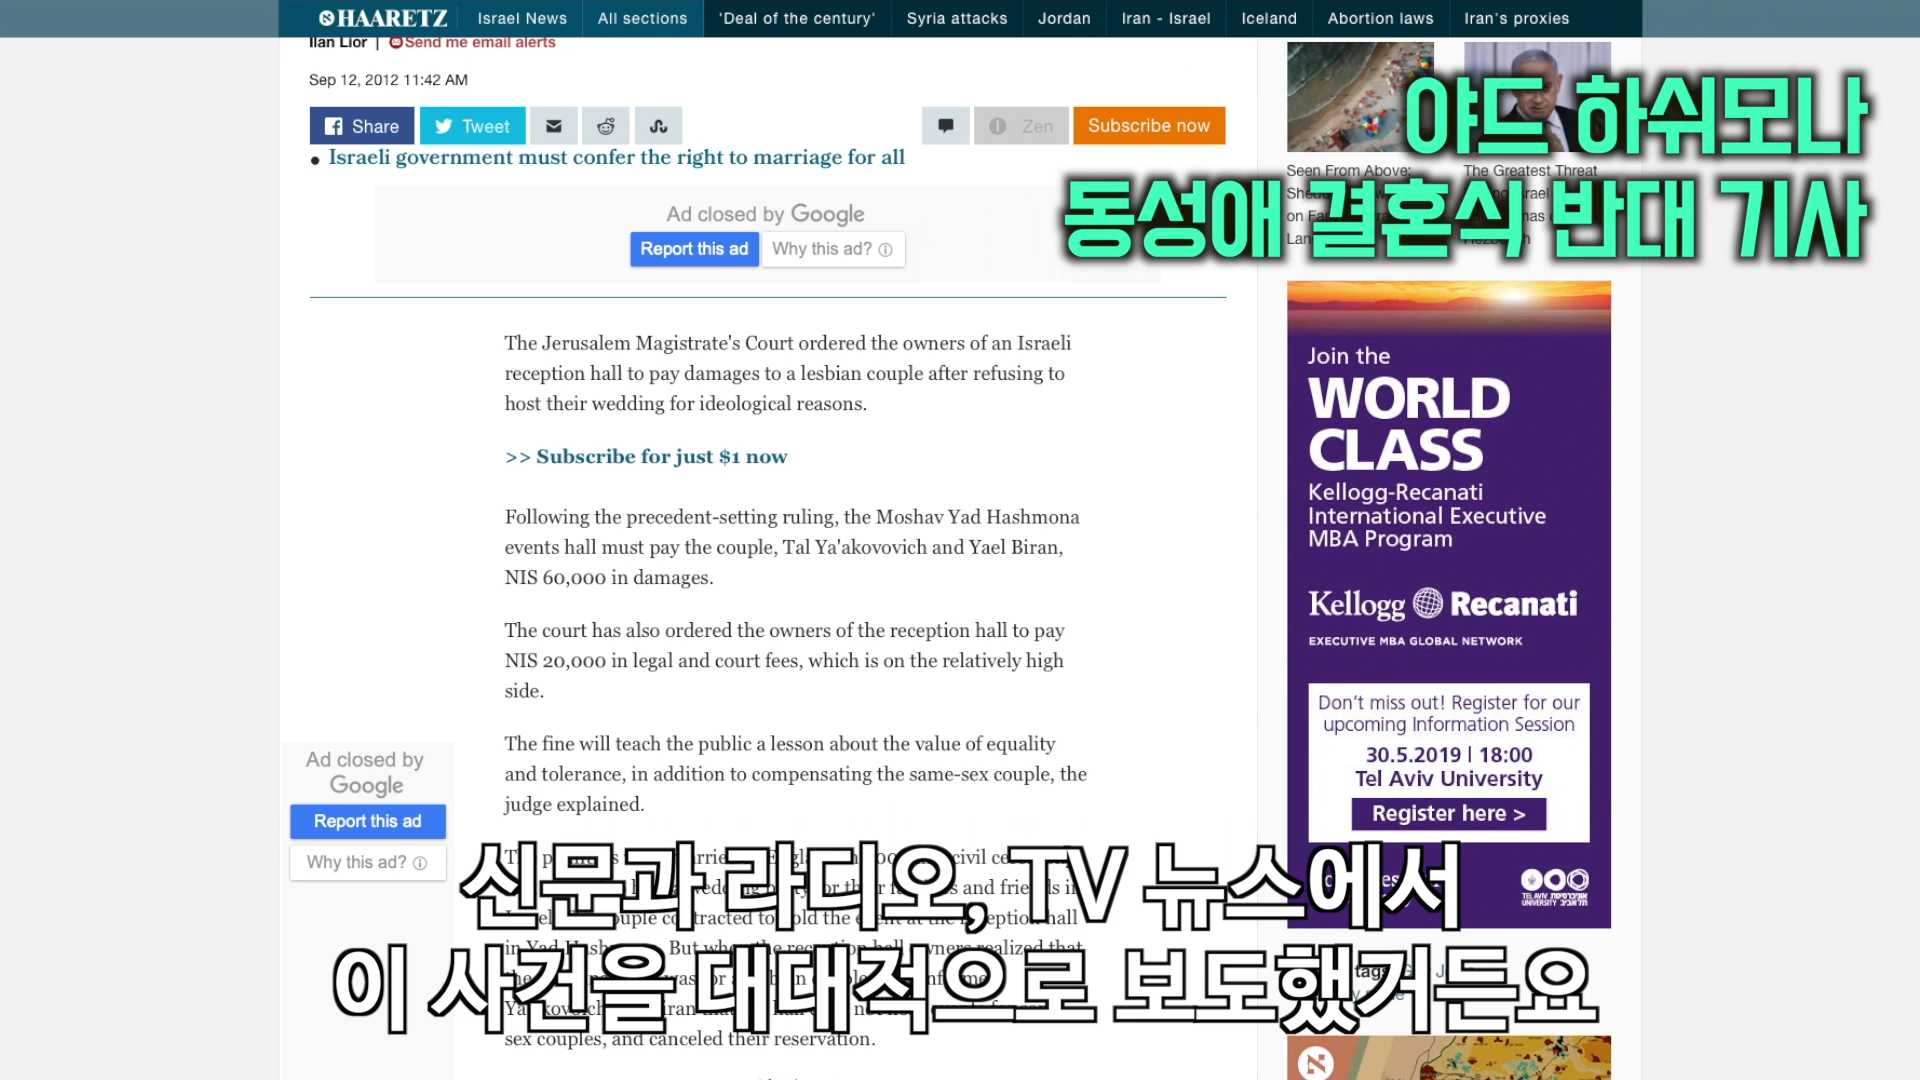 HAARETZ
Israel News
All sections
'Deal of the century'
Syria attacks
Jordan
Iran - Israel
Iceland
Abortion laws
Iran's proxies
Ilan Lior | Send me email alerts
Sep 12, 2012 11:42 AM
Share
Tweet
Zen
Subscribe now
Israeli government must confer the right to marriage for all
Ad closed by Google
Report this ad
Why this ad?
야드 하쉬모나
동성애 결혼식 반대 기사
Seen From Above:
The Greatest Threat
The Jerusalem Magistrate's Court ordered the owners of an Israeli
reception hall to pay damages to a lesbian couple after refusing to
host their wedding for ideological reasons.
>> Subscribe for just $1 now
Following the precedent-setting ruling, the Moshav Yad Hashmona
events hall must pay the couple, Tal Ya'akovovich and Yael Biran,
NIS 60,000 in damages.
The court has also ordered the owners of the reception hall to pay
NIS 20,000 in legal and court fees, which is on the relatively high
side.
The fine will teach the public a lesson about the value of equality
and tolerance, in addition to compensating the same-sex couple, the
judge explained.
sex couples, and canceled their reservation.
Ad closed by
Google
Report this ad
Why this ad?
Join the
WORLD
CLASS
Kellogg-Recanati
International Executive
MBA Program
Kellogg Recanati
EXECUTIVE MBA GLOBAL NETWORK
Don't miss out! Register for our
upcoming Information Session
30.5.2019 | 18:00
Tel Aviv University
Register here >
신문과 라디오, TV 뉴스에서
이 사건을 대대적으로 보도했거든요